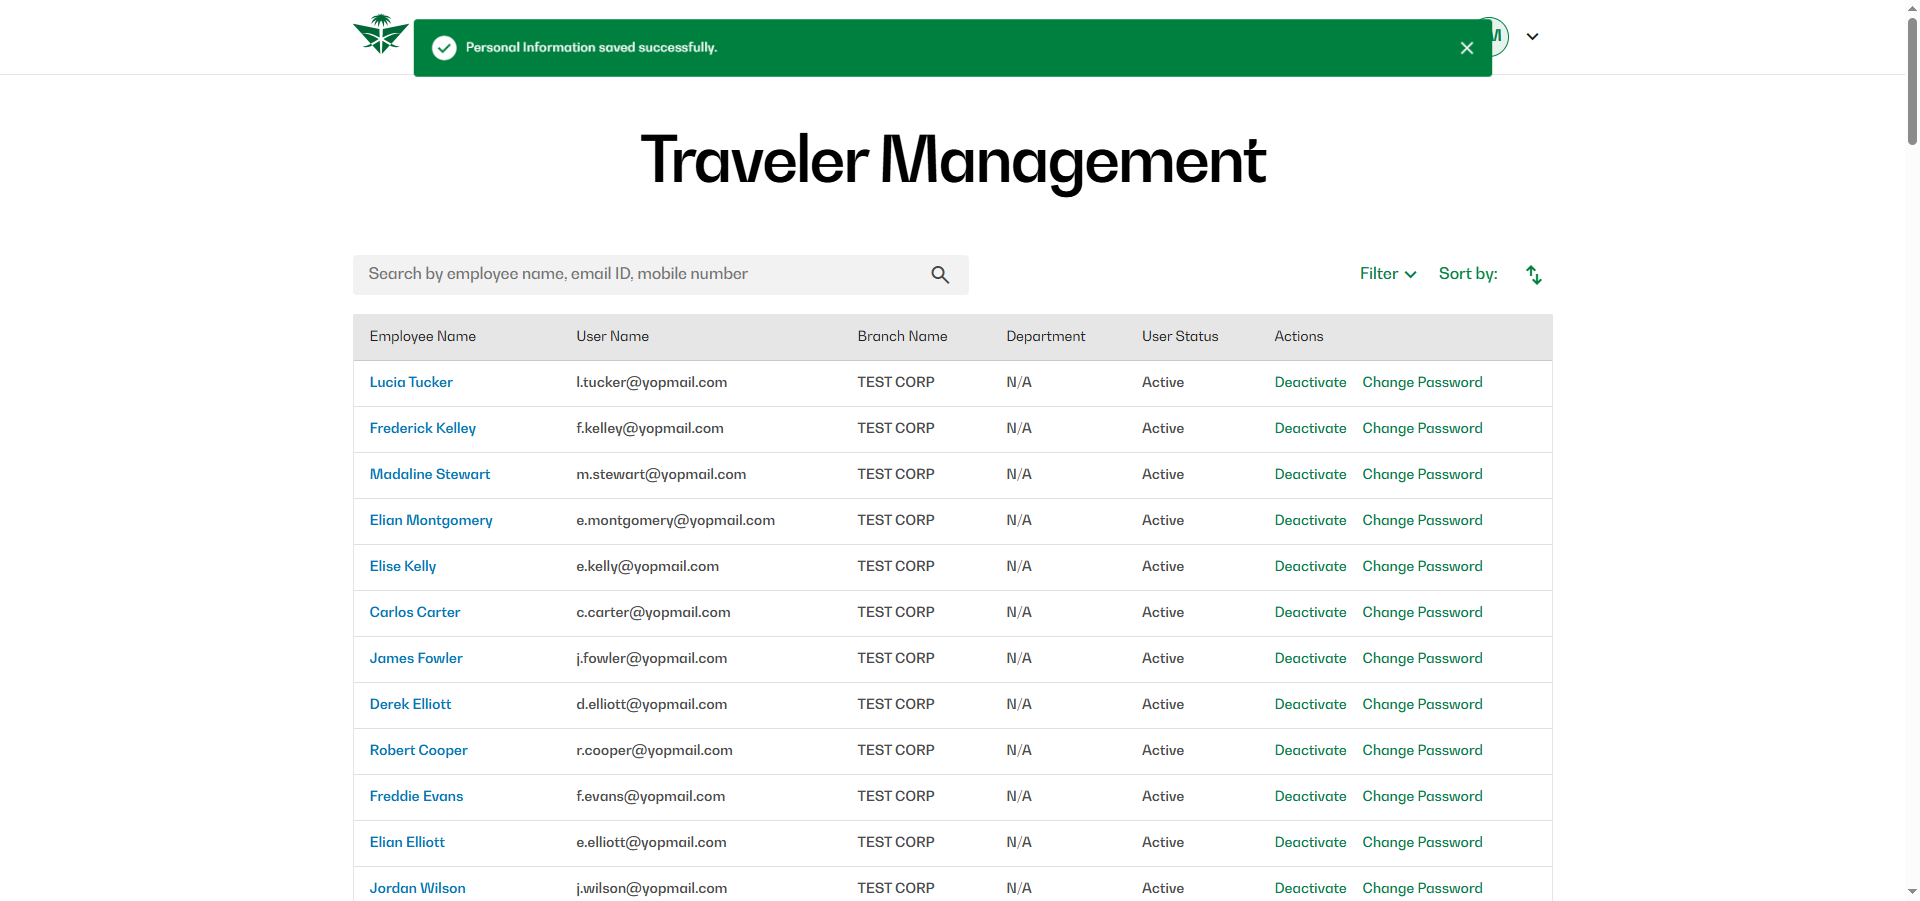 Personal Information saved successfully.
M
Traveler Management
Search by employee name, email ID, mobile number
Filter Sort by:
Employee Name User Name Branch Name Department User Status Actions
Lucia Tucker l.tucker@yopmail.com TEST CORP N/A Active Deactivate Change Password
Frederick Kelley f.kelley@yopmail.com TEST CORP N/A Active Deactivate Change Password
Madaline Stewart m.stewart@yopmail.com TEST CORP N/A Active Deactivate Change Password
Elian Montgomery e.montgomery@yopmail.com TEST CORP N/A Active Deactivate Change Password
Elise Kelly e.kelly@yopmail.com TEST CORP N/A Active Deactivate Change Password
Carlos Carter c.carter@yopmail.com TEST CORP N/A Active Deactivate Change Password
James Fowler j.fowler@yopmail.com TEST CORP N/A Active Deactivate Change Password
Derek Elliott d.elliott@yopmail.com TEST CORP N/A Active Deactivate Change Password
Robert Cooper r.cooper@yopmail.com TEST CORP N/A Active Deactivate Change Password
Freddie Evans f.evans@yopmail.com TEST CORP N/A Active Deactivate Change Password
Elian Elliott e.elliott@yopmail.com TEST CORP N/A Active Deactivate Change Password
Jordan Wilson j.wilson@yopmail.com TEST CORP N/A Active Deactivate Change Password